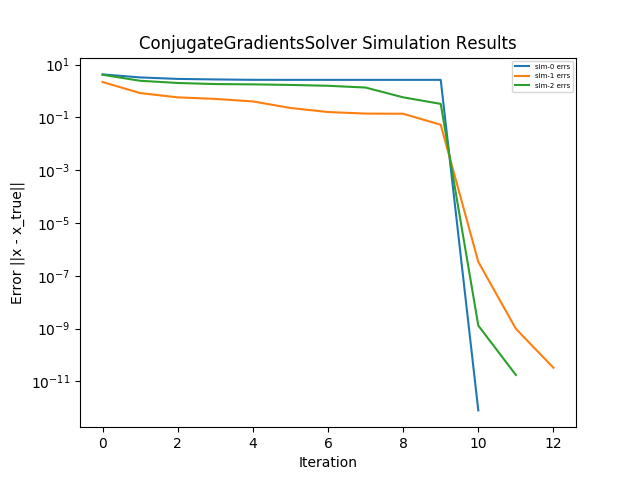 ConjugateGradientsSolver Simulation Results
sim-0 errs
sim-1 errs
sim-2 errs
Error ||x - x_true||
10¹
10⁻¹
10⁻³
10⁻⁵
10⁻⁷
10⁻⁹
10⁻¹¹
0 2 4 6 8 10 12
Iteration